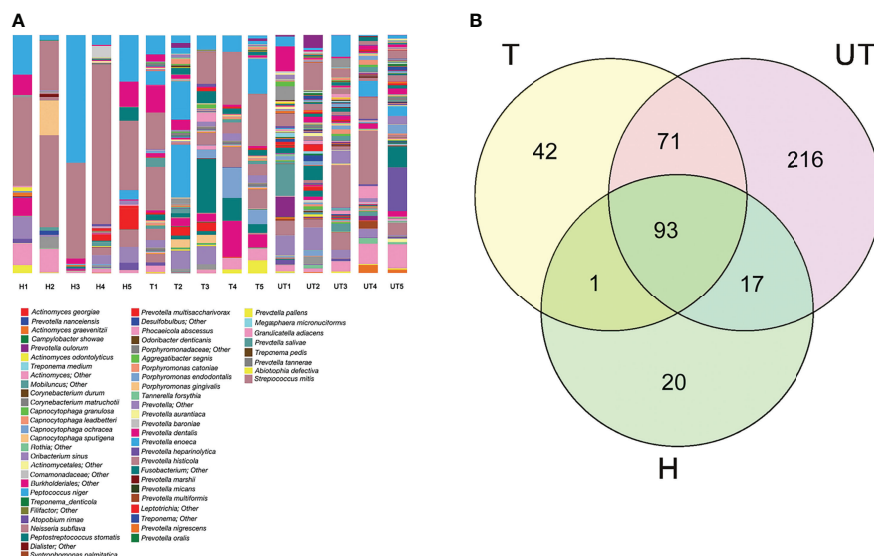 A
B
H1 H2 H3 H4 H5 T1 T2 T3 T4 T5 UT1 UT2 UT3 UT4 UT5
Actinomyces georgiae
Prevotella nanceiensis
Actinomyces graevenitzii
Campylobacter showae
Prevotella oulorum
Actinomyces odontolyticus
Treponema medium
Actinomyces; Other
Mobiluncus; Other
Corynebacterium durum
Corynebacterium matruchotii
Capnocytophaga granulosa
Capnocytophaga leadbetteri
Capnocytophaga ochracea
Capnocytophaga sputigena
Rothia; Other
Oribacterium sinus
Actinomycetales; Other
Comamonadaceae; Other
Burkholderiales; Other
Peptococcus niger
Treponema_denticola
Filifactor; Other
Atopobium rimae
Neisseria subflava
Peptostreptococcus stomatis
Dialister; Other
Syntrophomonas palmitatica
Prevotella multisaccharivorax
Desulfobulbus; Other
Phocaeicola abscessus
Odoribacter denticanis
Porphyromonadaceae; Other
Aggregatibacter segnis
Porphyromonas catoniae
Porphyromonas endodontalis
Porphyromonas gingivalis
Tannerella forsythia
Prevotella; Other
Prevotella aurantiaca
Prevotella baroniae
Prevotella dentalis
Prevotella enoeca
Prevotella heparinolytica
Prevotella histicola
Fusobacterium; Other
Prevotella marshii
Prevotella micans
Prevotella multiformis
Leptotrichia; Other
Treponema; Other
Prevotella nigrescens
Prevotella oralis
Prevotella pallens
Megasphaera micronuciformis
Granulicatella adiacens
Prevotella salivae
Treponema pedis
Prevotella tannerae
Abiotrophia defectiva
Strepococcus mitis
T
UT
42
71
216
93
1
17
20
H